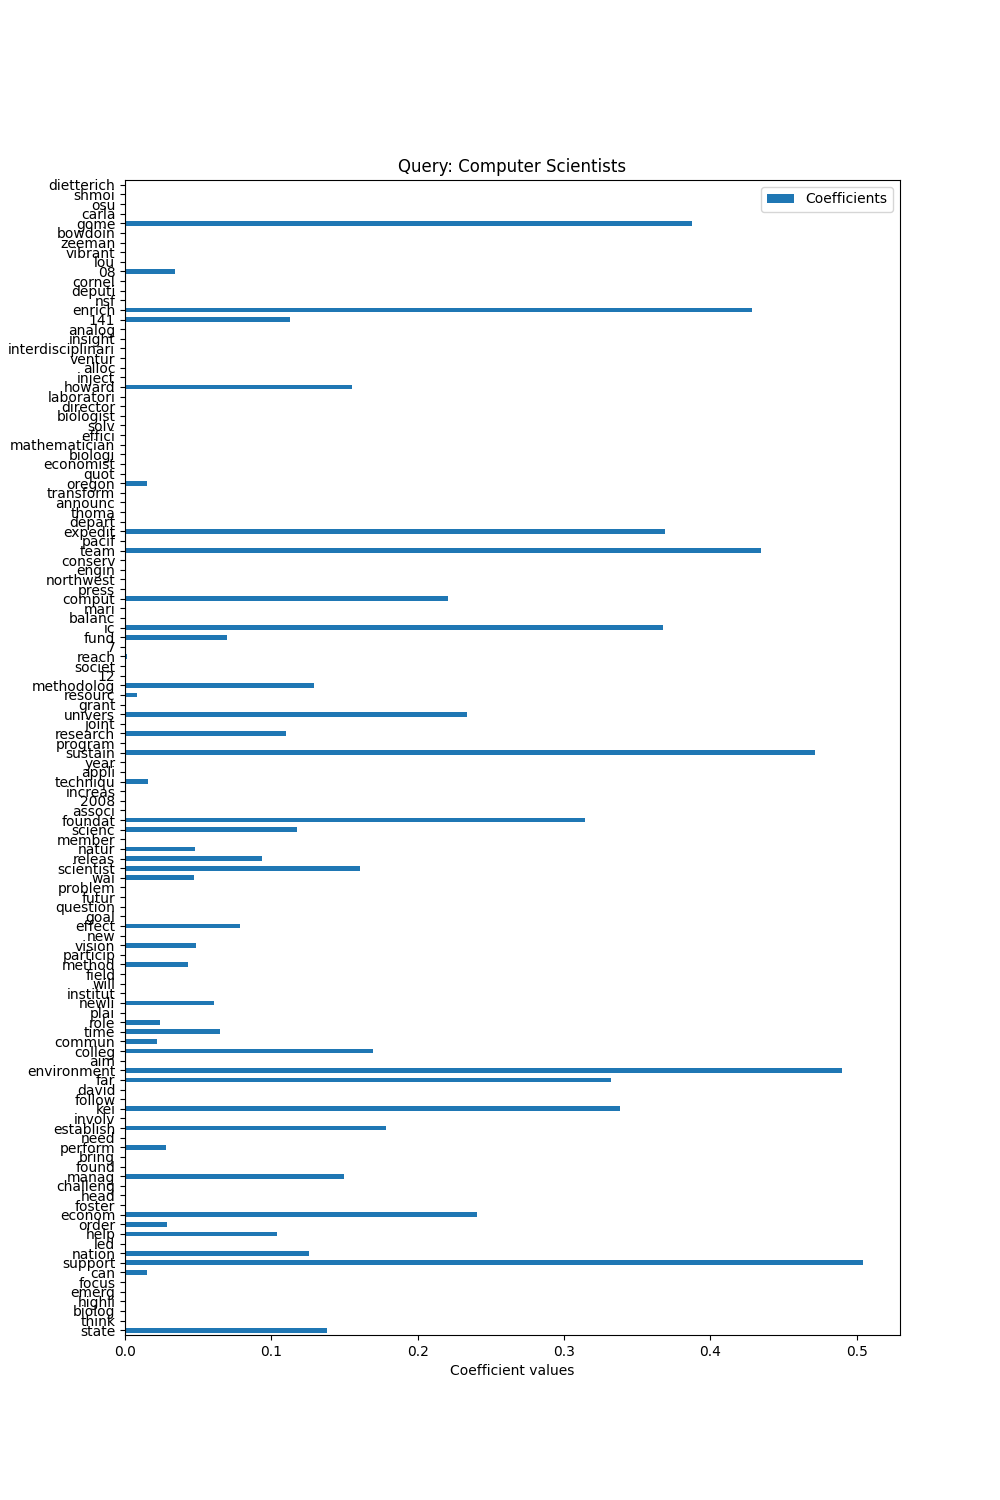 Query: Computer Scientists
Coefficients
dietterich
shmoi
osu
carla
gome
bowdoin
zeeman
vibrant
lou
08
cornel
deputi
nsf
enrich
141
analog
insight
interdisciplinari
ventur
alloc
inject
howard
laboratori
director
biologist
solv
effici
mathematician
biologi
economist
quot
oregon
transform
announc
thoma
depart
expedit
pacif
team
conserv
engin
northwest
press
comput
mari
balanc
ic
fund
7
reach
societ
12
methodolog
resourc
grant
univers
joint
research
program
sustain
year
appli
techniqu
increas
2008
associ
foundat
scienc
member
natur
releas
scientist
wai
problem
futur
question
goal
effect
new
vision
particip
method
field
will
institut
newli
plai
role
time
commun
colleg
aim
environment
far
david
follow
kei
involv
establish
need
perform
bring
found
manag
challeng
head
foster
econom
order
help
led
nation
support
can
focus
emerg
highli
biolog
think
state
0.0 0.1 0.2 0.3 0.4 0.5
Coefficient values